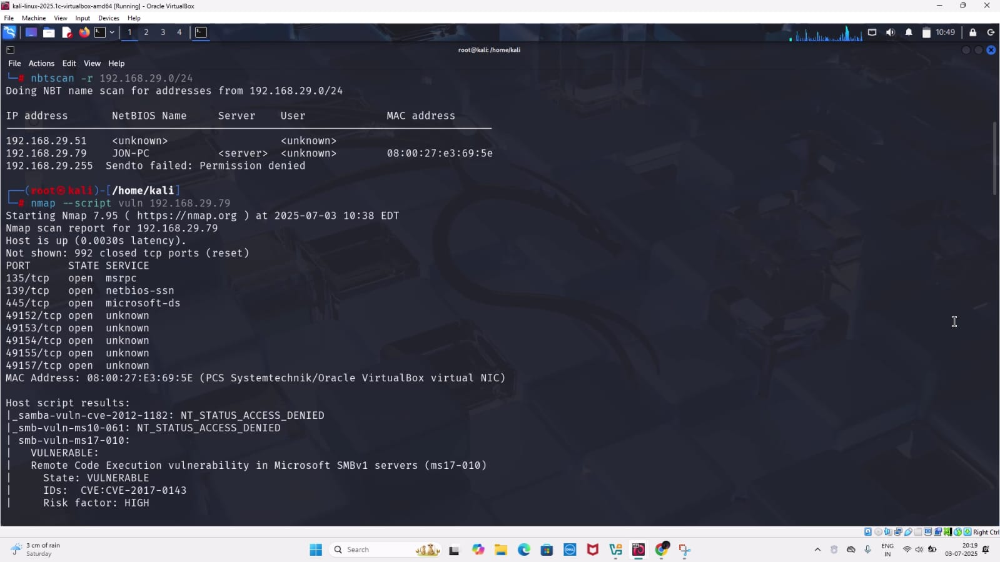 kali-linux-2025.1c-virtualbox-amd64 [Running] - Oracle VirtualBox
File Machine View Input Devices Help
1 2 3 4 10:49
root@kali: /home/kali
File Actions Edit View Help
└─# nbtscan -r 192.168.29.0/24
Doing NBT name scan for addresses from 192.168.29.0/24
IP address NetBIOS Name Server User MAC address
192.168.29.51 <unknown> <unknown>
192.168.29.79 JON-PC <server> <unknown> 08:00:27:e3:69:5e
192.168.29.255 Sendto failed: Permission denied
┌──(root㉿kali)-[/home/kali]
└─# nmap --script vuln 192.168.29.79
Starting Nmap 7.95 ( https://nmap.org ) at 2025-07-03 10:38 EDT
Nmap scan report for 192.168.29.79
Host is up (0.0030s latency).
Not shown: 992 closed tcp ports (reset)
PORT STATE SERVICE
135/tcp open msrpc
139/tcp open netbios-ssn
445/tcp open microsoft-ds
49152/tcp open unknown
49153/tcp open unknown
49154/tcp open unknown
49155/tcp open unknown
49157/tcp open unknown
MAC Address: 08:00:27:E3:69:5E (PCS Systemtechnik/Oracle VirtualBox virtual NIC)
Host script results:
|_samba-vuln-cve-2012-1182: NT_STATUS_ACCESS_DENIED
|_smb-vuln-ms10-061: NT_STATUS_ACCESS_DENIED
| smb-vuln-ms17-010:
| VULNERABLE:
| Remote Code Execution vulnerability in Microsoft SMBv1 servers (ms17-010)
| State: VULNERABLE
| IDs: CVE:CVE-2017-0143
| Risk factor: HIGH
Right Ctrl
3 cm of rain
Saturday
Search
DELL
ENG
IN
20:19
03-07-2025